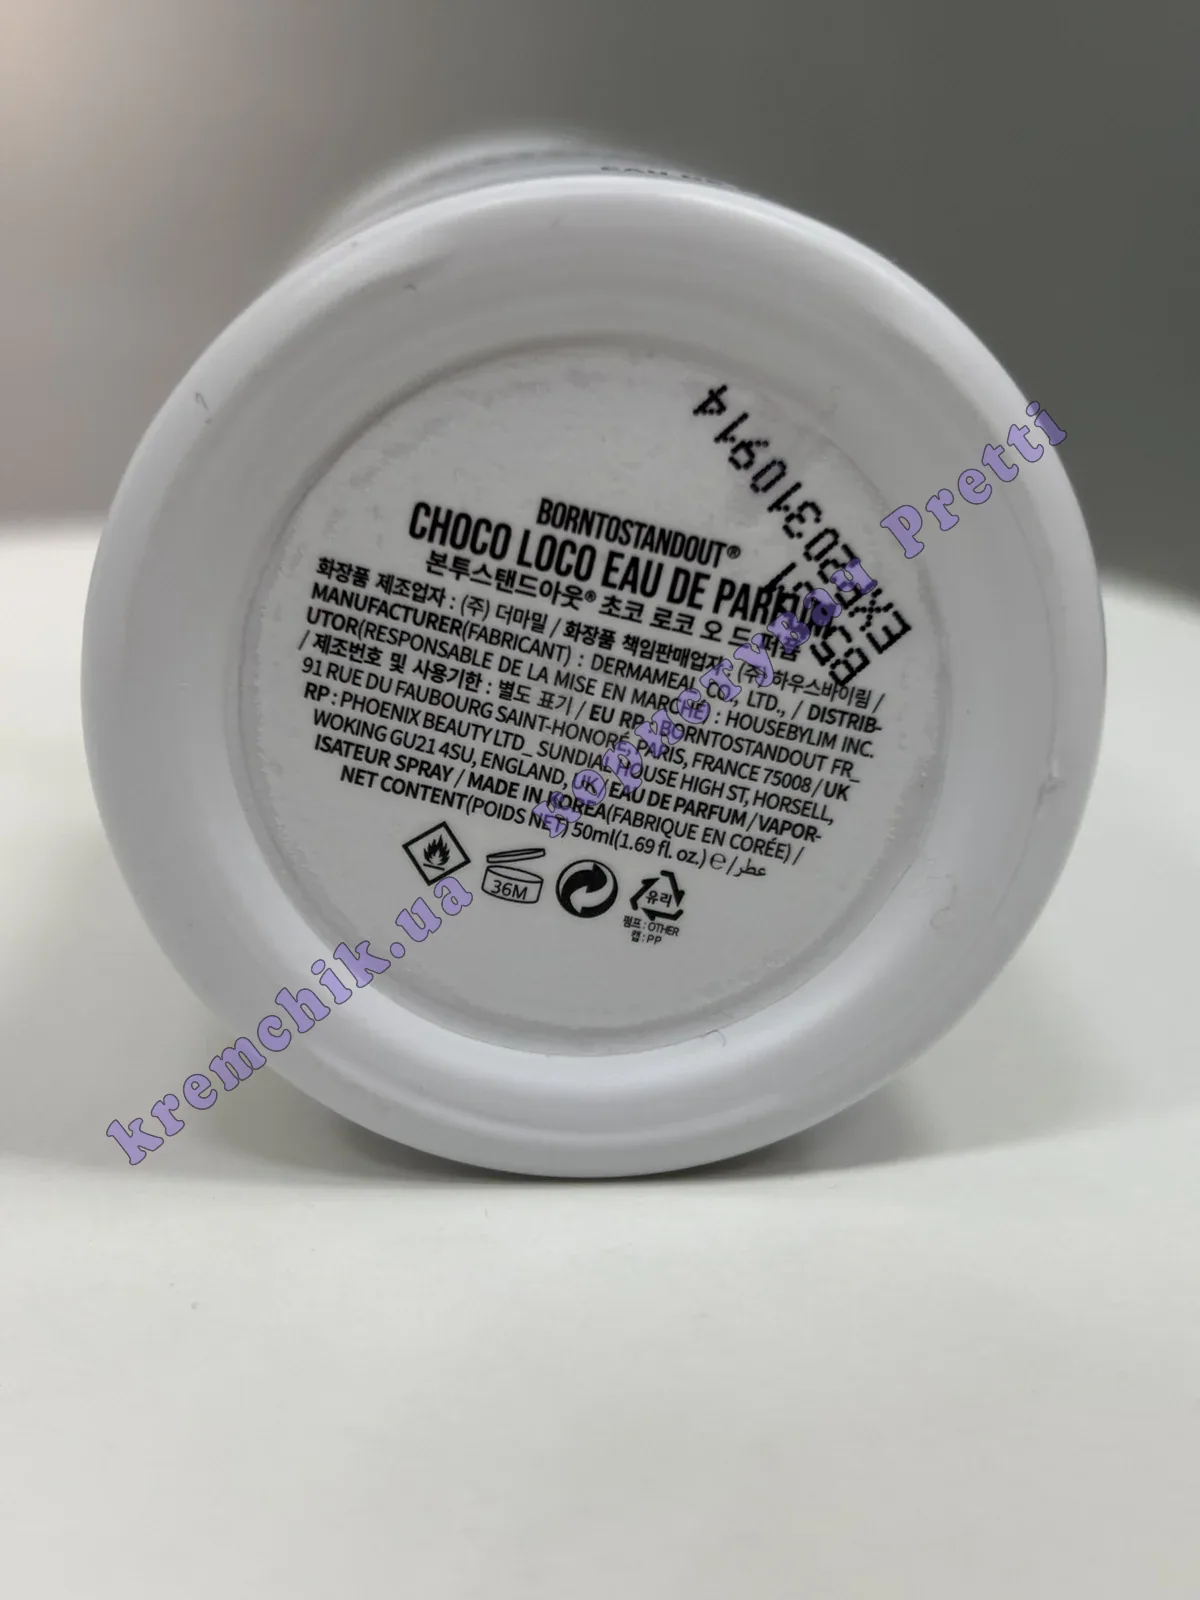 BORNTOSTANDOUT®
CHOCO LOCO EAU DE PARFUM
본투스탠드아웃® 초코 로코 오 드 퍼퓸
화장품 제조업자 : (주) 더마밀 / 화장품 책임판매업자 : (주) 하우스바이림 /
MANUFACTURER(FABRICANT) : DERMAMEAL CO., LTD., / DISTRIB-
UTOR(RESPONSABLE DE LA MISE EN MARCHÉ : HOUSEBYLIM INC.
/ 제조번호 및 사용기한 : 별도 표기 / EU RP : BORNTOSTANDOUT FR_
91 RUE DU FAUBOURG SAINT-HONORÉ, PARIS, FRANCE 75008 / UK
RP : PHOENIX BEAUTY LTD_ SUNDIAL HOUSE HIGH ST, HORSELL,
WOKING GU21 4SU, ENGLAND, UK / EAU DE PARFUM / VAPOR-
ISATEUR SPRAY / MADE IN KOREA(FABRIQUE EN CORÉE) /
NET CONTENT(POIDS NET) 50ml(1.69 fl. oz.) ℮ / عطر
36M
유리
펌프 : OTHER
캡 : PP
EXP20310914
kremchik.ua користувач Pretti